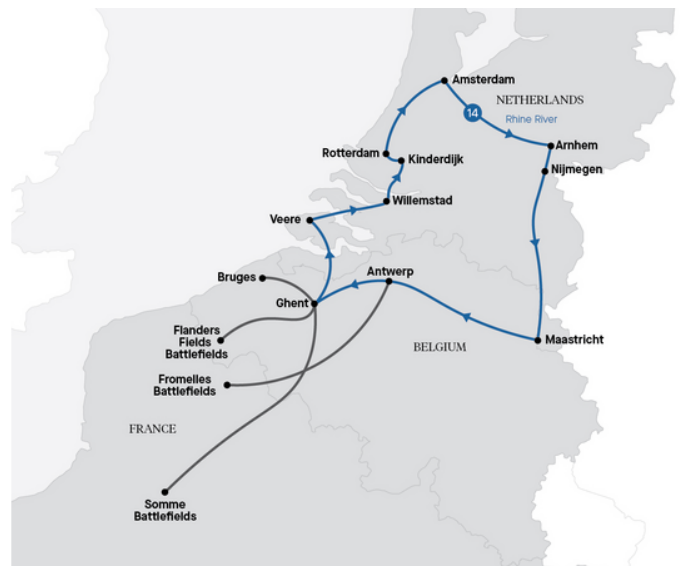 Amsterdam
NETHERLANDS
14
Rhine River
Arnhem
Rotterdam
Kinderdijk
Nijmegen
Willemstad
Veere
Antwerp
Bruges
Ghent
Flanders
Fields
Battlefields
Maastricht
BELGIUM
Fromelles
Battlefields
FRANCE
Somme
Battlefields